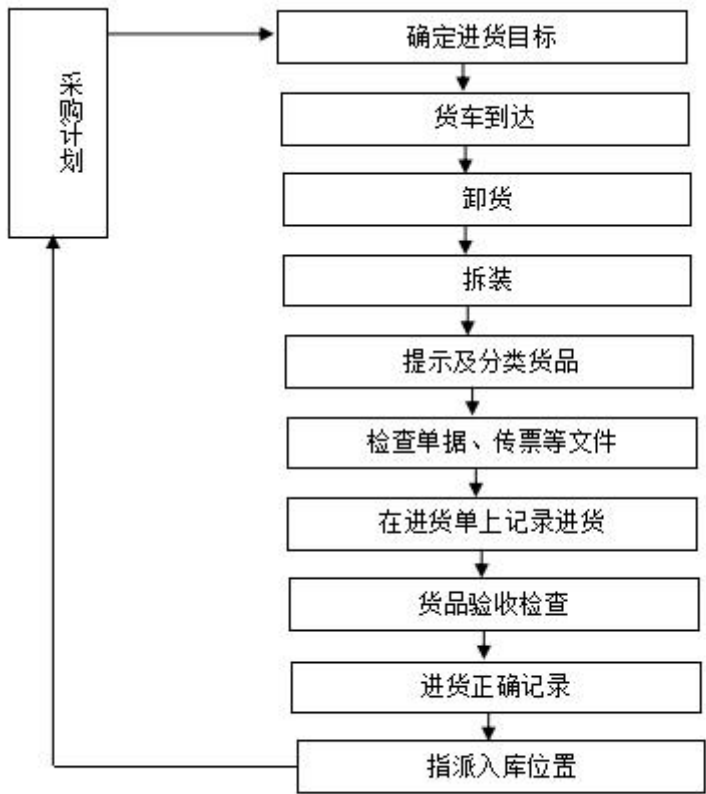 采购计划
确定进货目标
货车到达
卸货
拆装
提示及分类货品
检查单据、传票等文件
在进货单上记录进货
货品验收检查
进货正确记录
指派入库位置